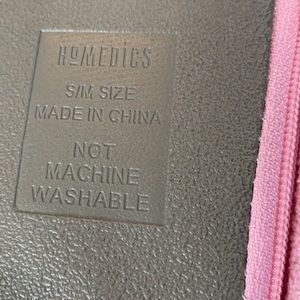 HOMEDICS
S/M SIZE
MADE IN CHINA
NOT
MACHINE
WASHABLE